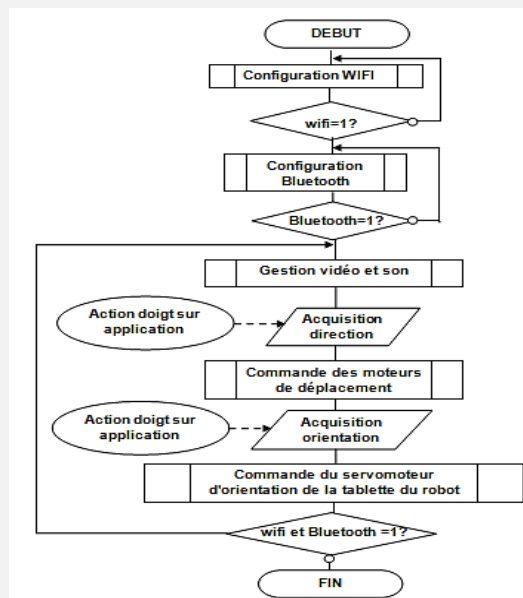 DEBUT
Configuration WIFI
wifi=1?
Configuration
Bluetooth
Bluetooth=1?
Gestion vidéo et son
Action doigt sur
application
Acquisition
direction
Commande des moteurs
de déplacement
Action doigt sur
application
Acquisition
orientation
Commande du servomoteur
d'orientation de la tablette du robot
wifi et Bluetooth =1?
FIN